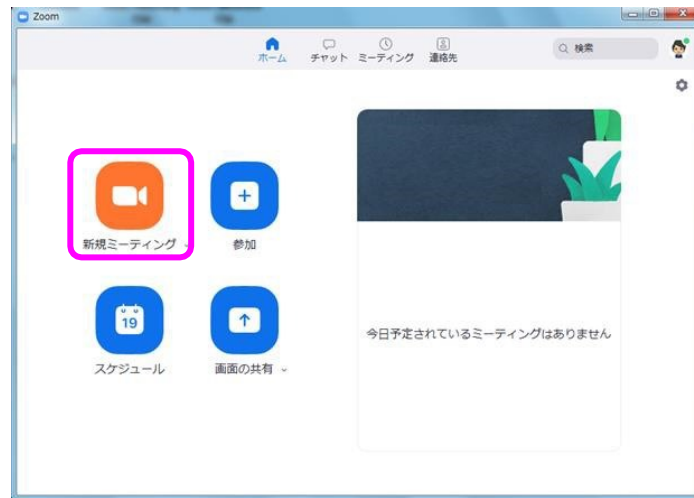 Zoom
ホーム チャット ミーティング 連絡先 検索
新規ミーティング 参加
19
スケジュール 画面の共有
今日予定されているミーティングはありません